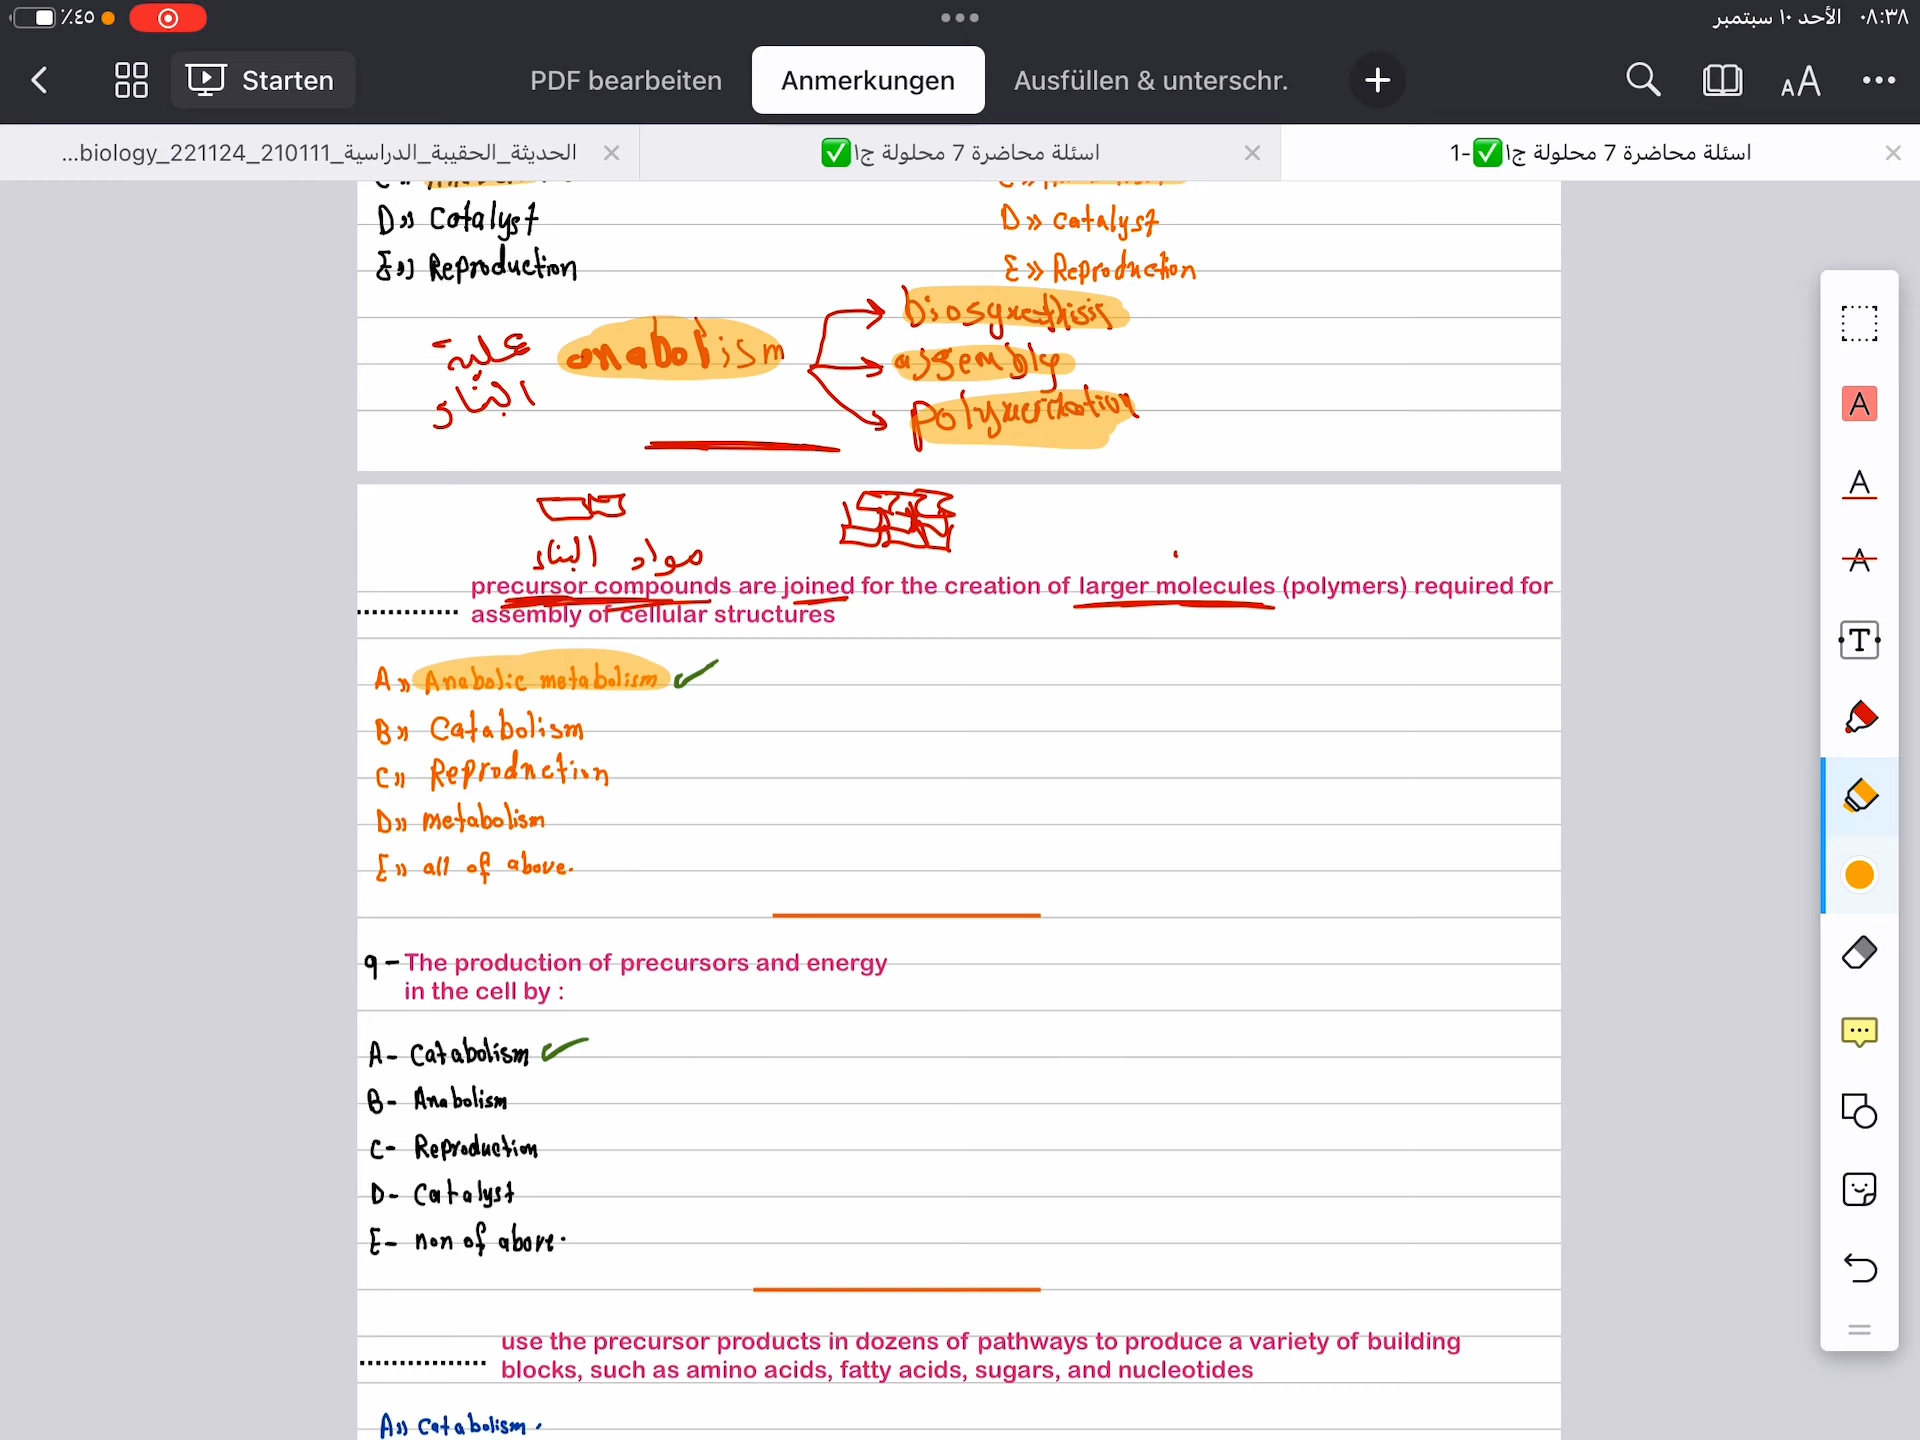 ٪٤٥
٠٨:٣٨ الأحد ١٠ سبتمبر
Starten
PDF bearbeiten
Anmerkungen
Ausfüllen & unterschr.
الحديثة_الحقيبة_الدراسية_biology_221124_210111...
اسئلة محاضرة 7 محلولة ج١✅
اسئلة محاضرة 7 محلولة ج١✅-1
D» Catalyst
E» Reproduction
D» catalyst
E» Reproduction
علية البناء
anabolism
biosynethisis
assembly
polymerization
مواد البناء
............ precursor compounds are joined for the creation of larger molecules (polymers) required for
assembly of cellular structures
A» Anabolic metabolism ✓
B» Catabolism
C» Reproduction
D» metabolism
E» all of above.
9- The production of precursors and energy
in the cell by :
A- Catabolism ✓
B- Anabolism
C- Reproduction
D- Catalyst
E- non of above.
............... use the precursor products in dozens of pathways to produce a variety of building
blocks, such as amino acids, fatty acids, sugars, and nucleotides
A» Catabolism.